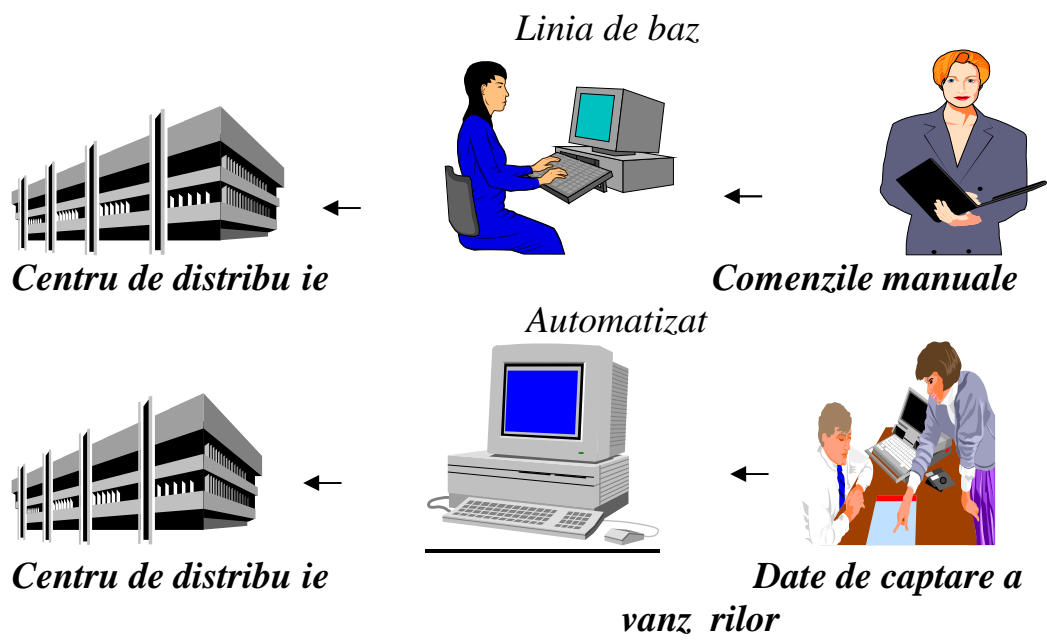 Linia de baz
Centru de distribu ie
Comenzile manuale
Automatizat
Centru de distribu ie
Date de captare a
vanz rilor